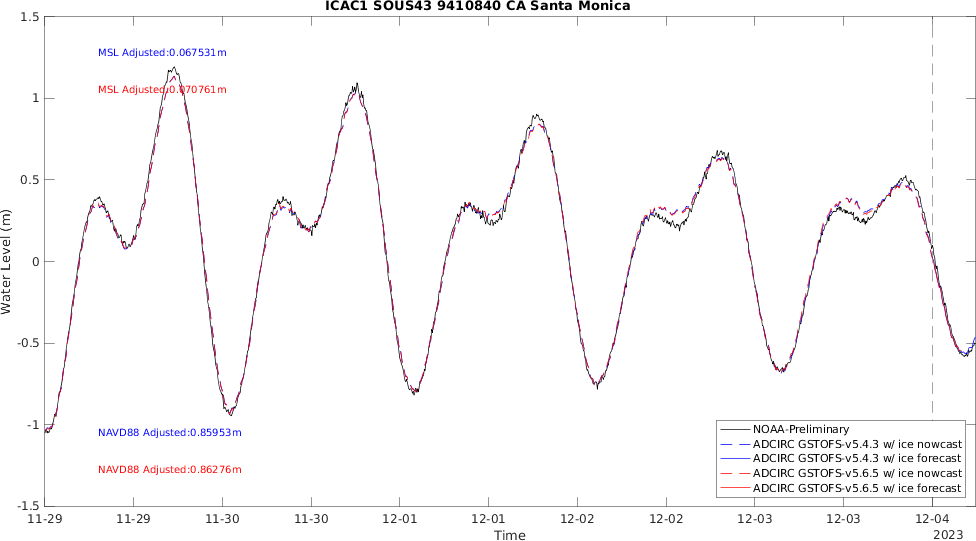 ICAC1 SOUS43 9410840 CA Santa Monica
1.5
MSL Adjusted:0.067531m
1
MSL Adjusted:0.070761m
0.5
Water Level (m)
0
-0.5
-1
NAVD88 Adjusted:0.85953m
NAVD88 Adjusted:0.86276m
-1.5
NOAA-Preliminary
ADCIRC GSTOFS-v5.4.3 w/ ice nowcast
ADCIRC GSTOFS-v5.4.3 w/ ice forecast
ADCIRC GSTOFS-v5.6.5 w/ ice nowcast
ADCIRC GSTOFS-v5.6.5 w/ ice forecast
11-29 11-29 11-30 11-30 12-01 12-01 12-02 12-02 12-03 12-03 12-04
Time
2023